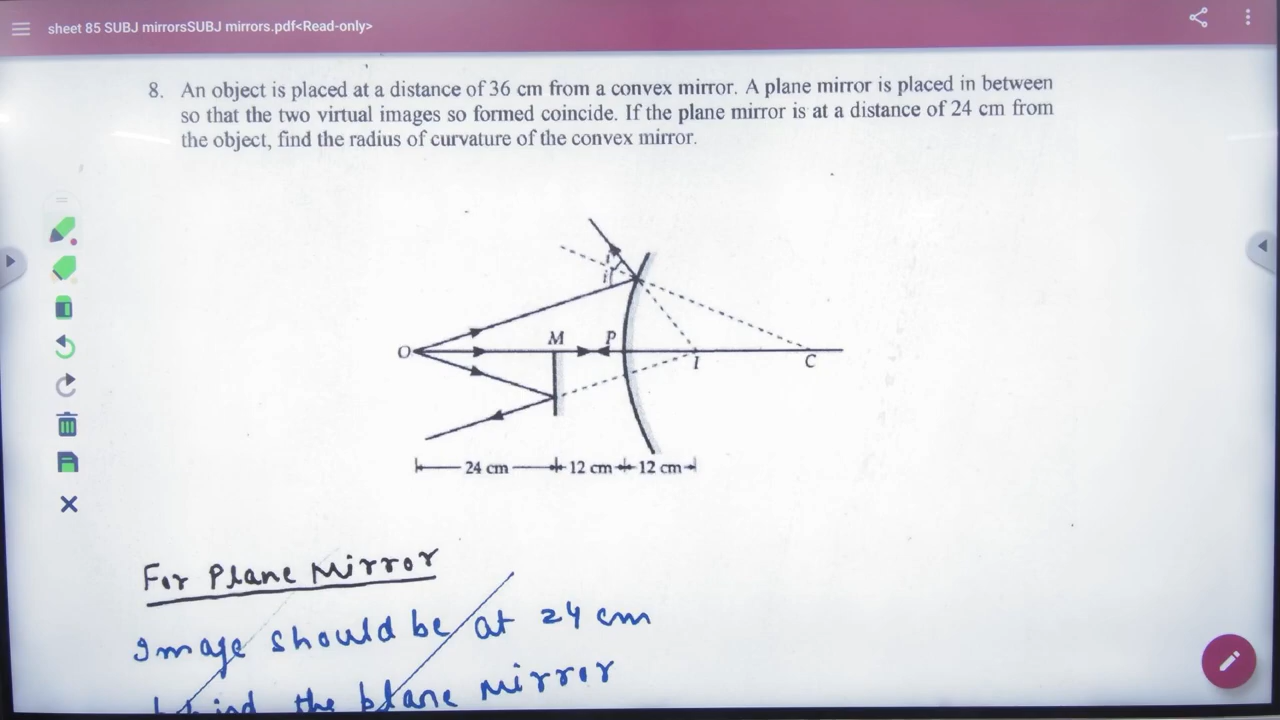 sheet 85 SUBJ mirrorsSUBJ mirrors.pdf<Read-only>
8. An object is placed at a distance of 36 cm from a convex mirror. A plane mirror is placed in between
so that the two virtual images so formed coincide. If the plane mirror is at a distance of 24 cm from
the object, find the radius of curvature of the convex mirror.
i
O M P I C
24 cm 12 cm 12 cm
For Plane Mirror
Image should be at 24 cm
behind the plane mirror